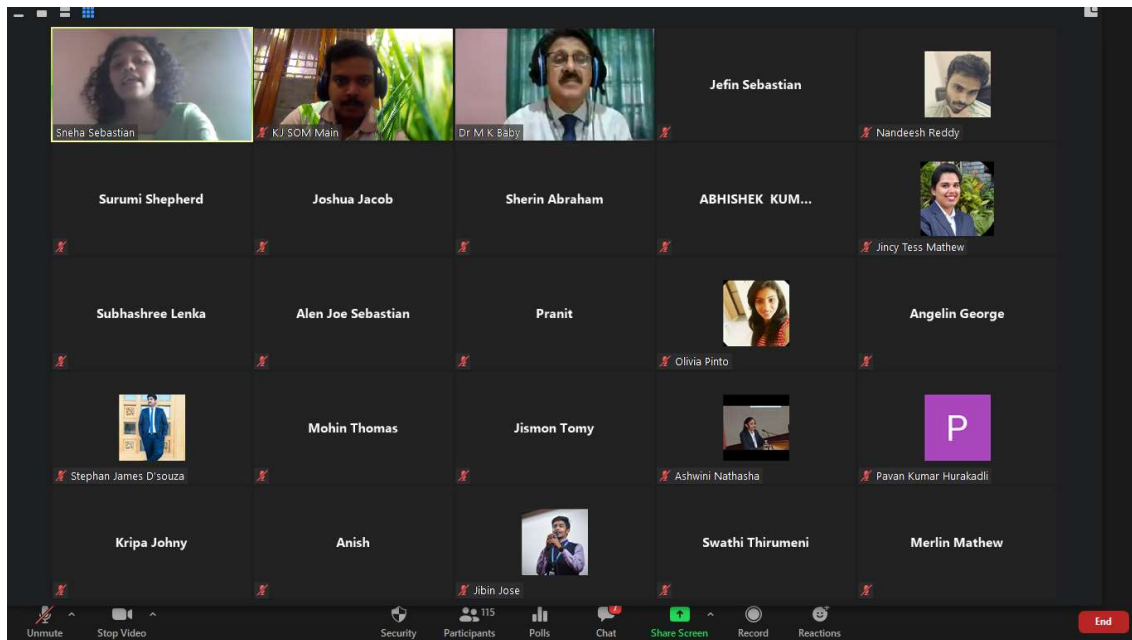 Sneha Sebastian
KJ SOM Main
Dr M K Baby
Jefin Sebastian
Nandeesh Reddy
Surumi Shepherd
Joshua Jacob
Sherin Abraham
ABHISHEK KUM...
Jincy Tess Mathew
Subhashree Lenka
Alen Joe Sebastian
Pranit
Olivia Pinto
Angelin George
Stephan James D'souza
Mohin Thomas
Jismon Tomy
Ashwini Nathasha
P
Pavan Kumar Hurakadli
Kripa Johny
Anish
Jibin Jose
Swathi Thirumeni
Merlin Mathew
Unmute
Stop Video
Security
115
Participants
Polls
7
Chat
Share Screen
Record
Reactions
End